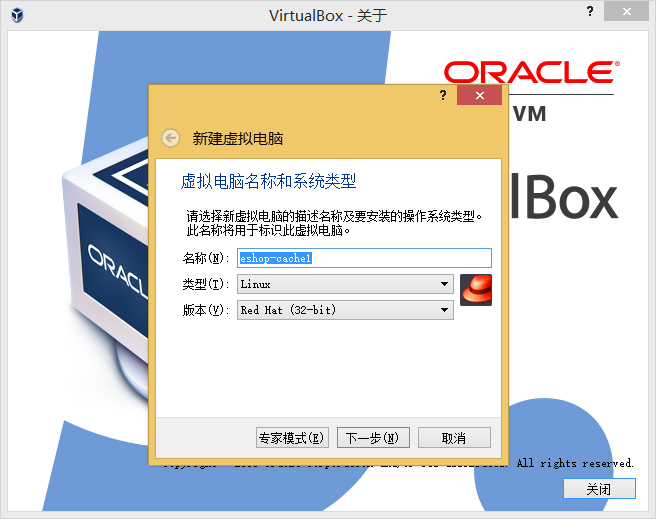 VirtualBox - 关于
ORACLE
VM
lBox
ORACL
新建虚拟电脑
虚拟电脑名称和系统类型
请选择新虚拟电脑的描述名称及要安装的操作系统类型。
此名称将用于标识此虚拟电脑。
名称(N): eshop-cache1
类型(T): Linux
版本(V): Red Hat (32-bit)
专家模式(E) 下一步(N) 取消
All rights reserved.
关闭